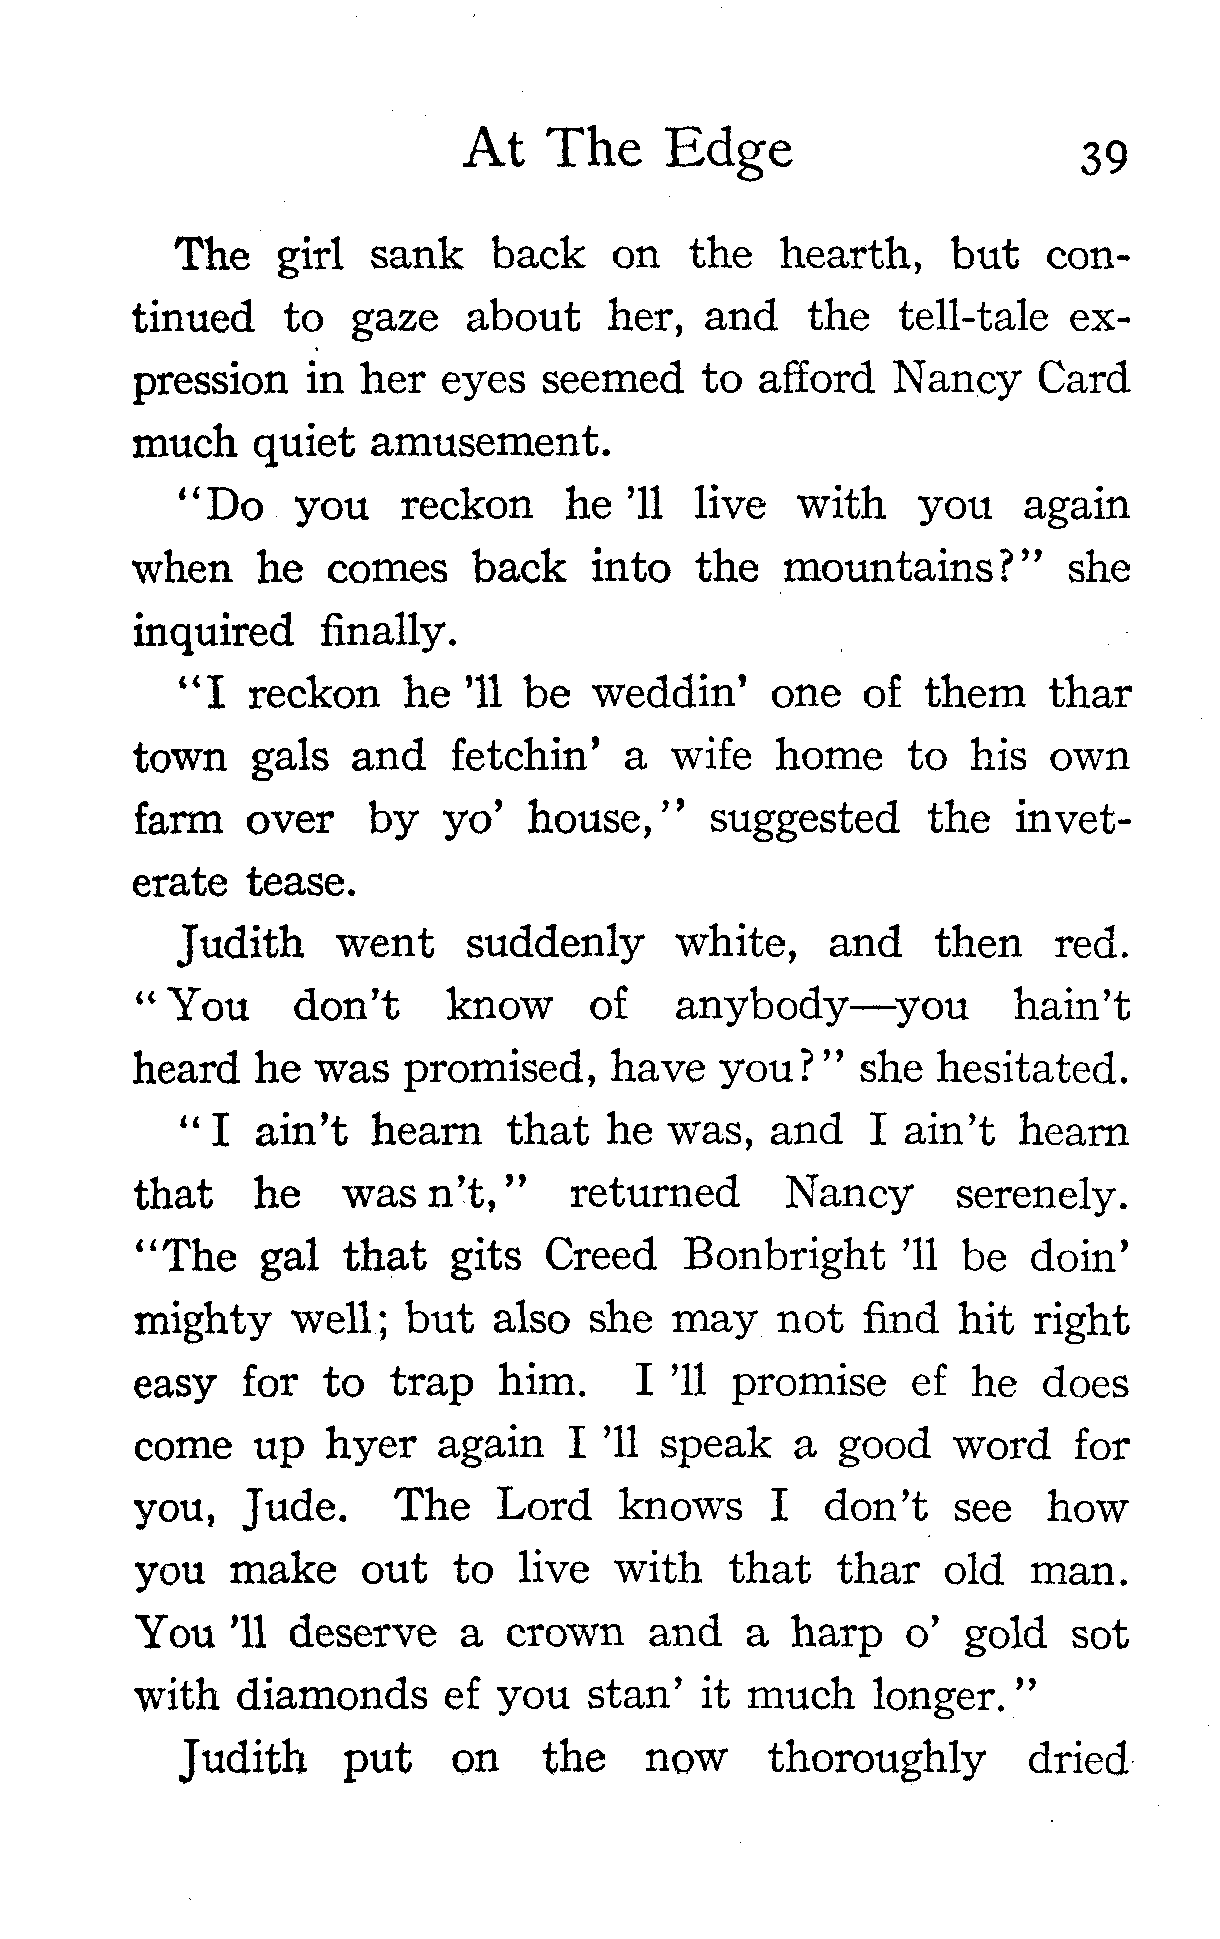 At The Edge 39
The girl sank back on the hearth, but con-
tinued to gaze about her, and the tell-tale ex-
pression in her eyes seemed to afford Nancy Card
much quiet amusement.
"Do you reckon he 'll live with you again
when he comes back into the mountains?" she
inquired finally.
"I reckon he 'll be weddin' one of them thar
town gals and fetchin' a wife home to his own
farm over by yo' house," suggested the invet-
erate tease.
Judith went suddenly white, and then red.
"You don't know of anybody—you hain't
heard he was promised, have you?" she hesitated.
"I ain't hearn that he was, and I ain't hearn
that he was n't," returned Nancy serenely.
"The gal that gits Creed Bonbright 'll be doin'
mighty well; but also she may not find hit right
easy for to trap him. I 'll promise ef he does
come up hyer again I 'll speak a good word for
you, Jude. The Lord knows I don't see how
you make out to live with that thar old man.
You 'll deserve a crown and a harp o' gold sot
with diamonds ef you stan' it much longer."
Judith put on the now thoroughly dried